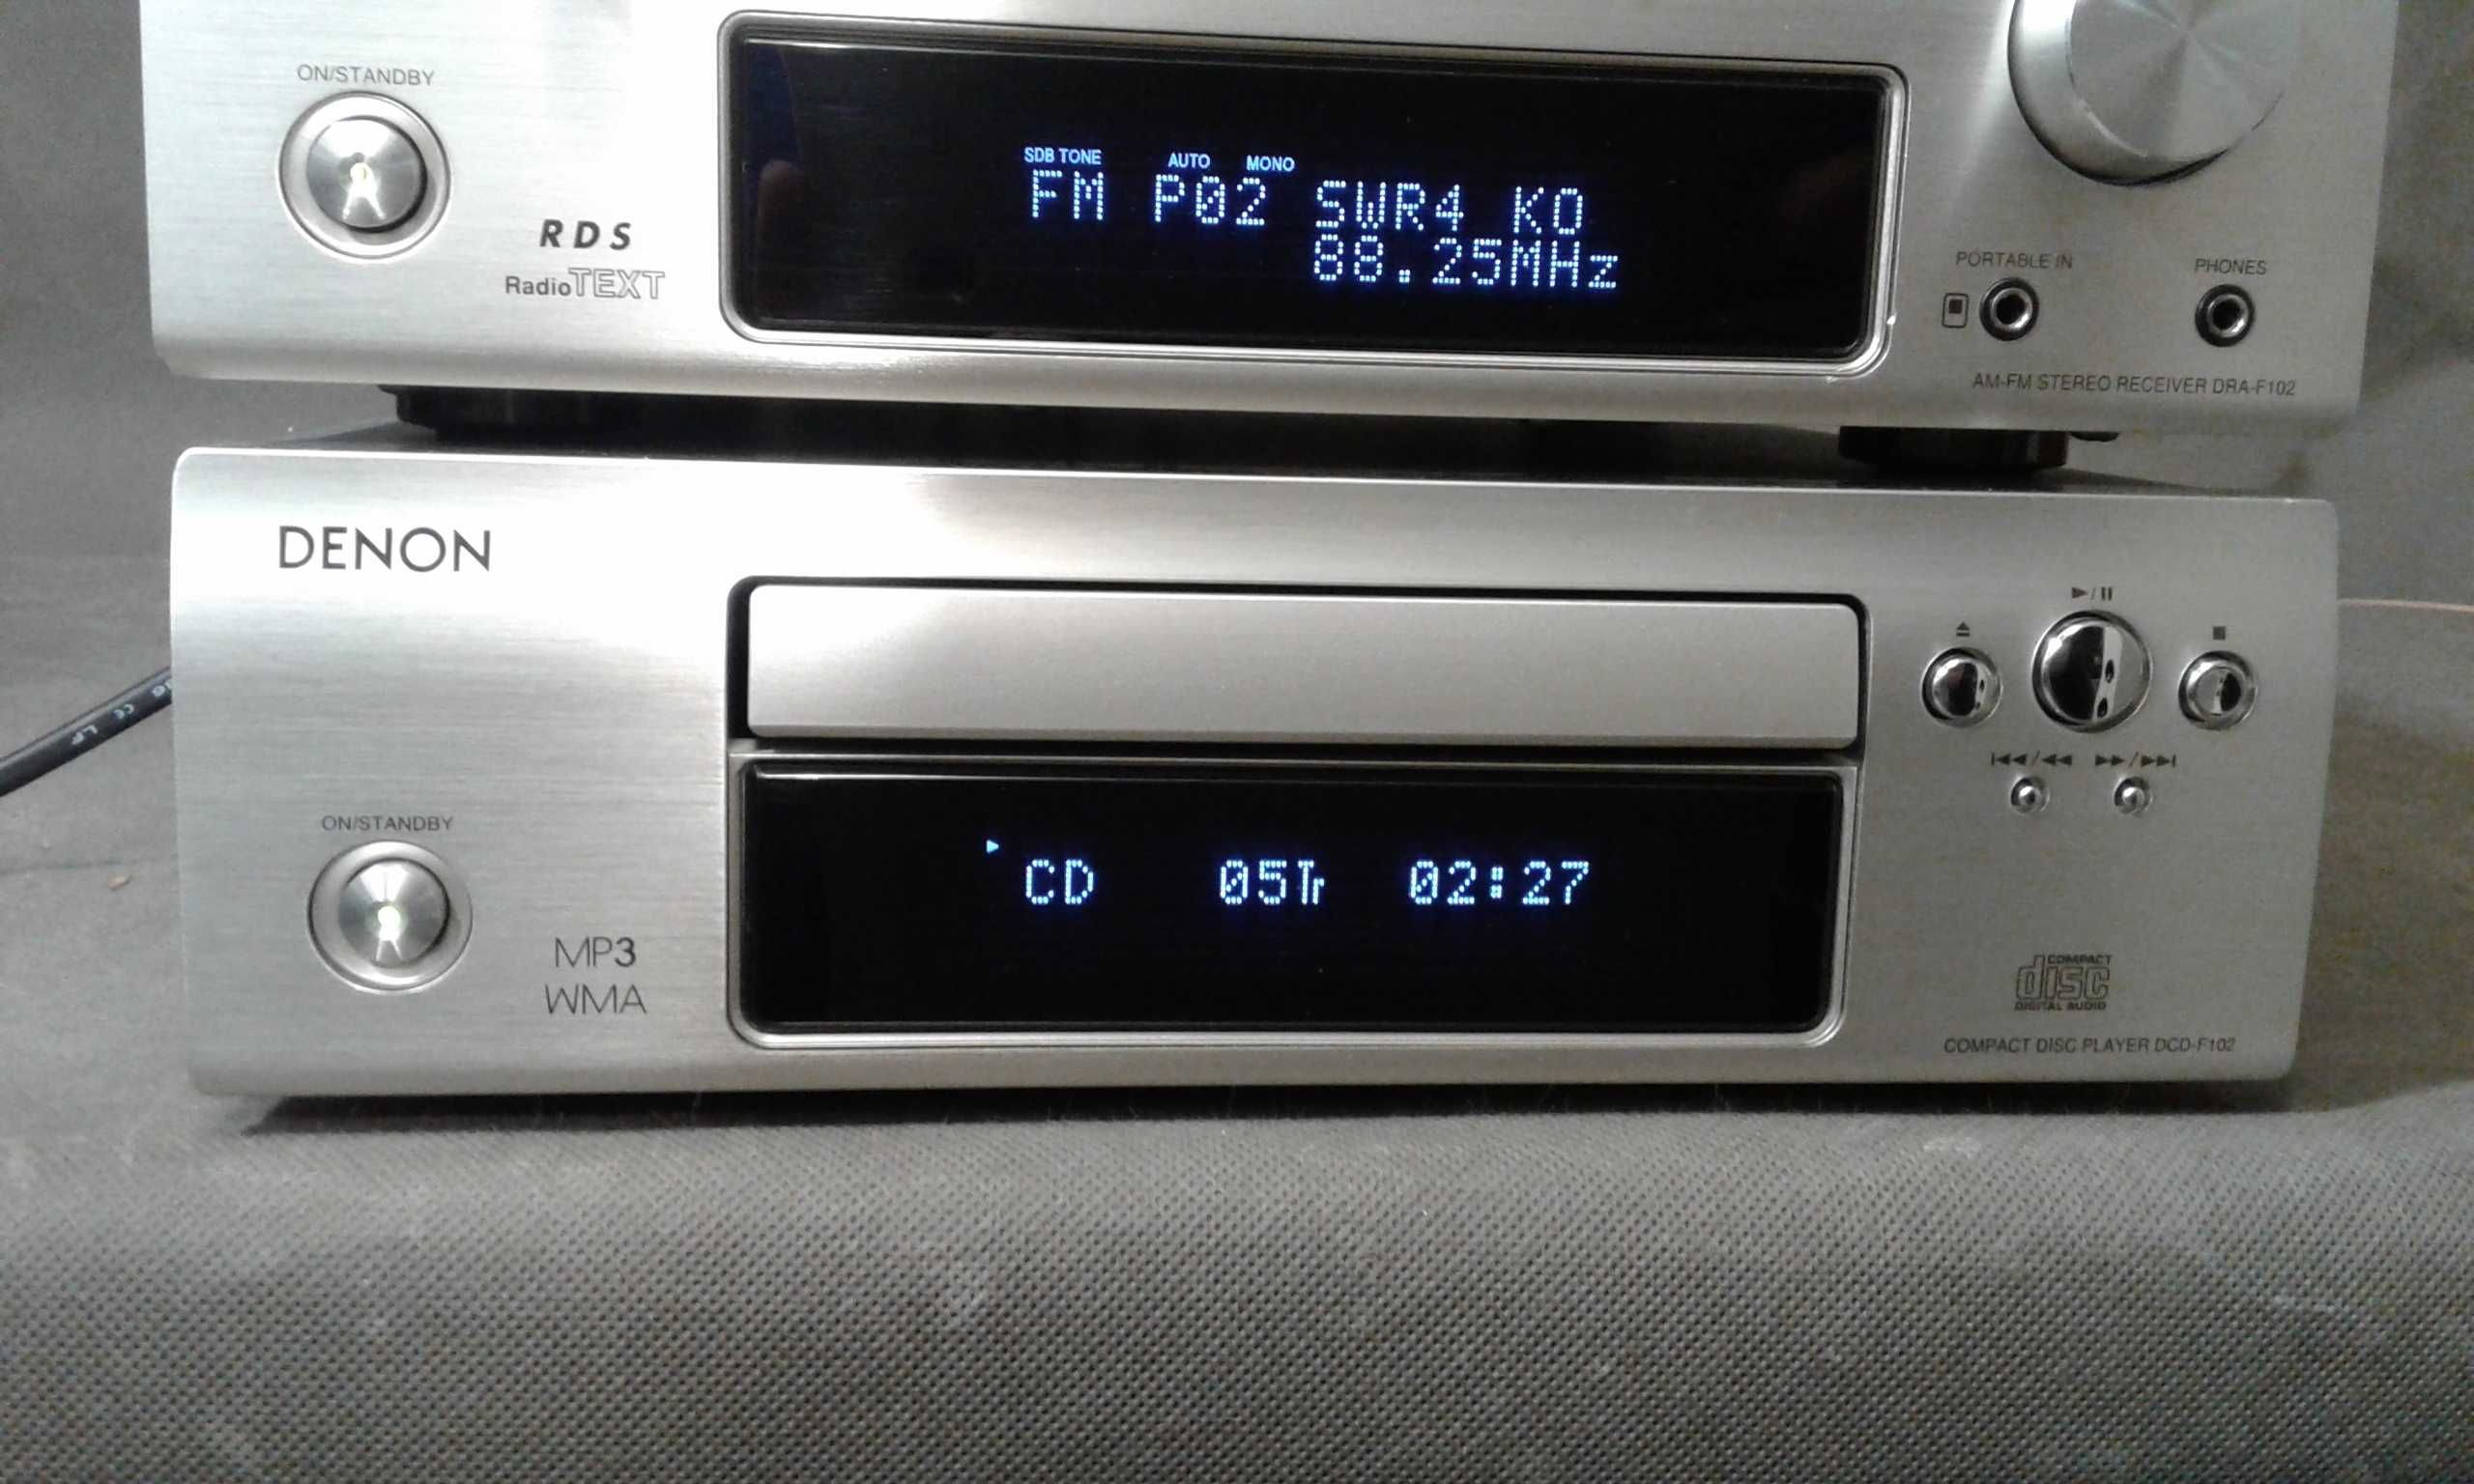 ON/STANDBY
RDS
RadioTEXT
SDB TONE AUTO MONO
FM P02 SWR4 KO
88.25MHz
PORTABLE IN
PHONES
AM-FM STEREO RECEIVER DRA-F102
DENON
ON/STANDBY
MP3
WMA
CD 05Tr 02:27
COMPACT
disc
DIGITAL AUDIO
COMPACT DISC PLAYER DCD-F102